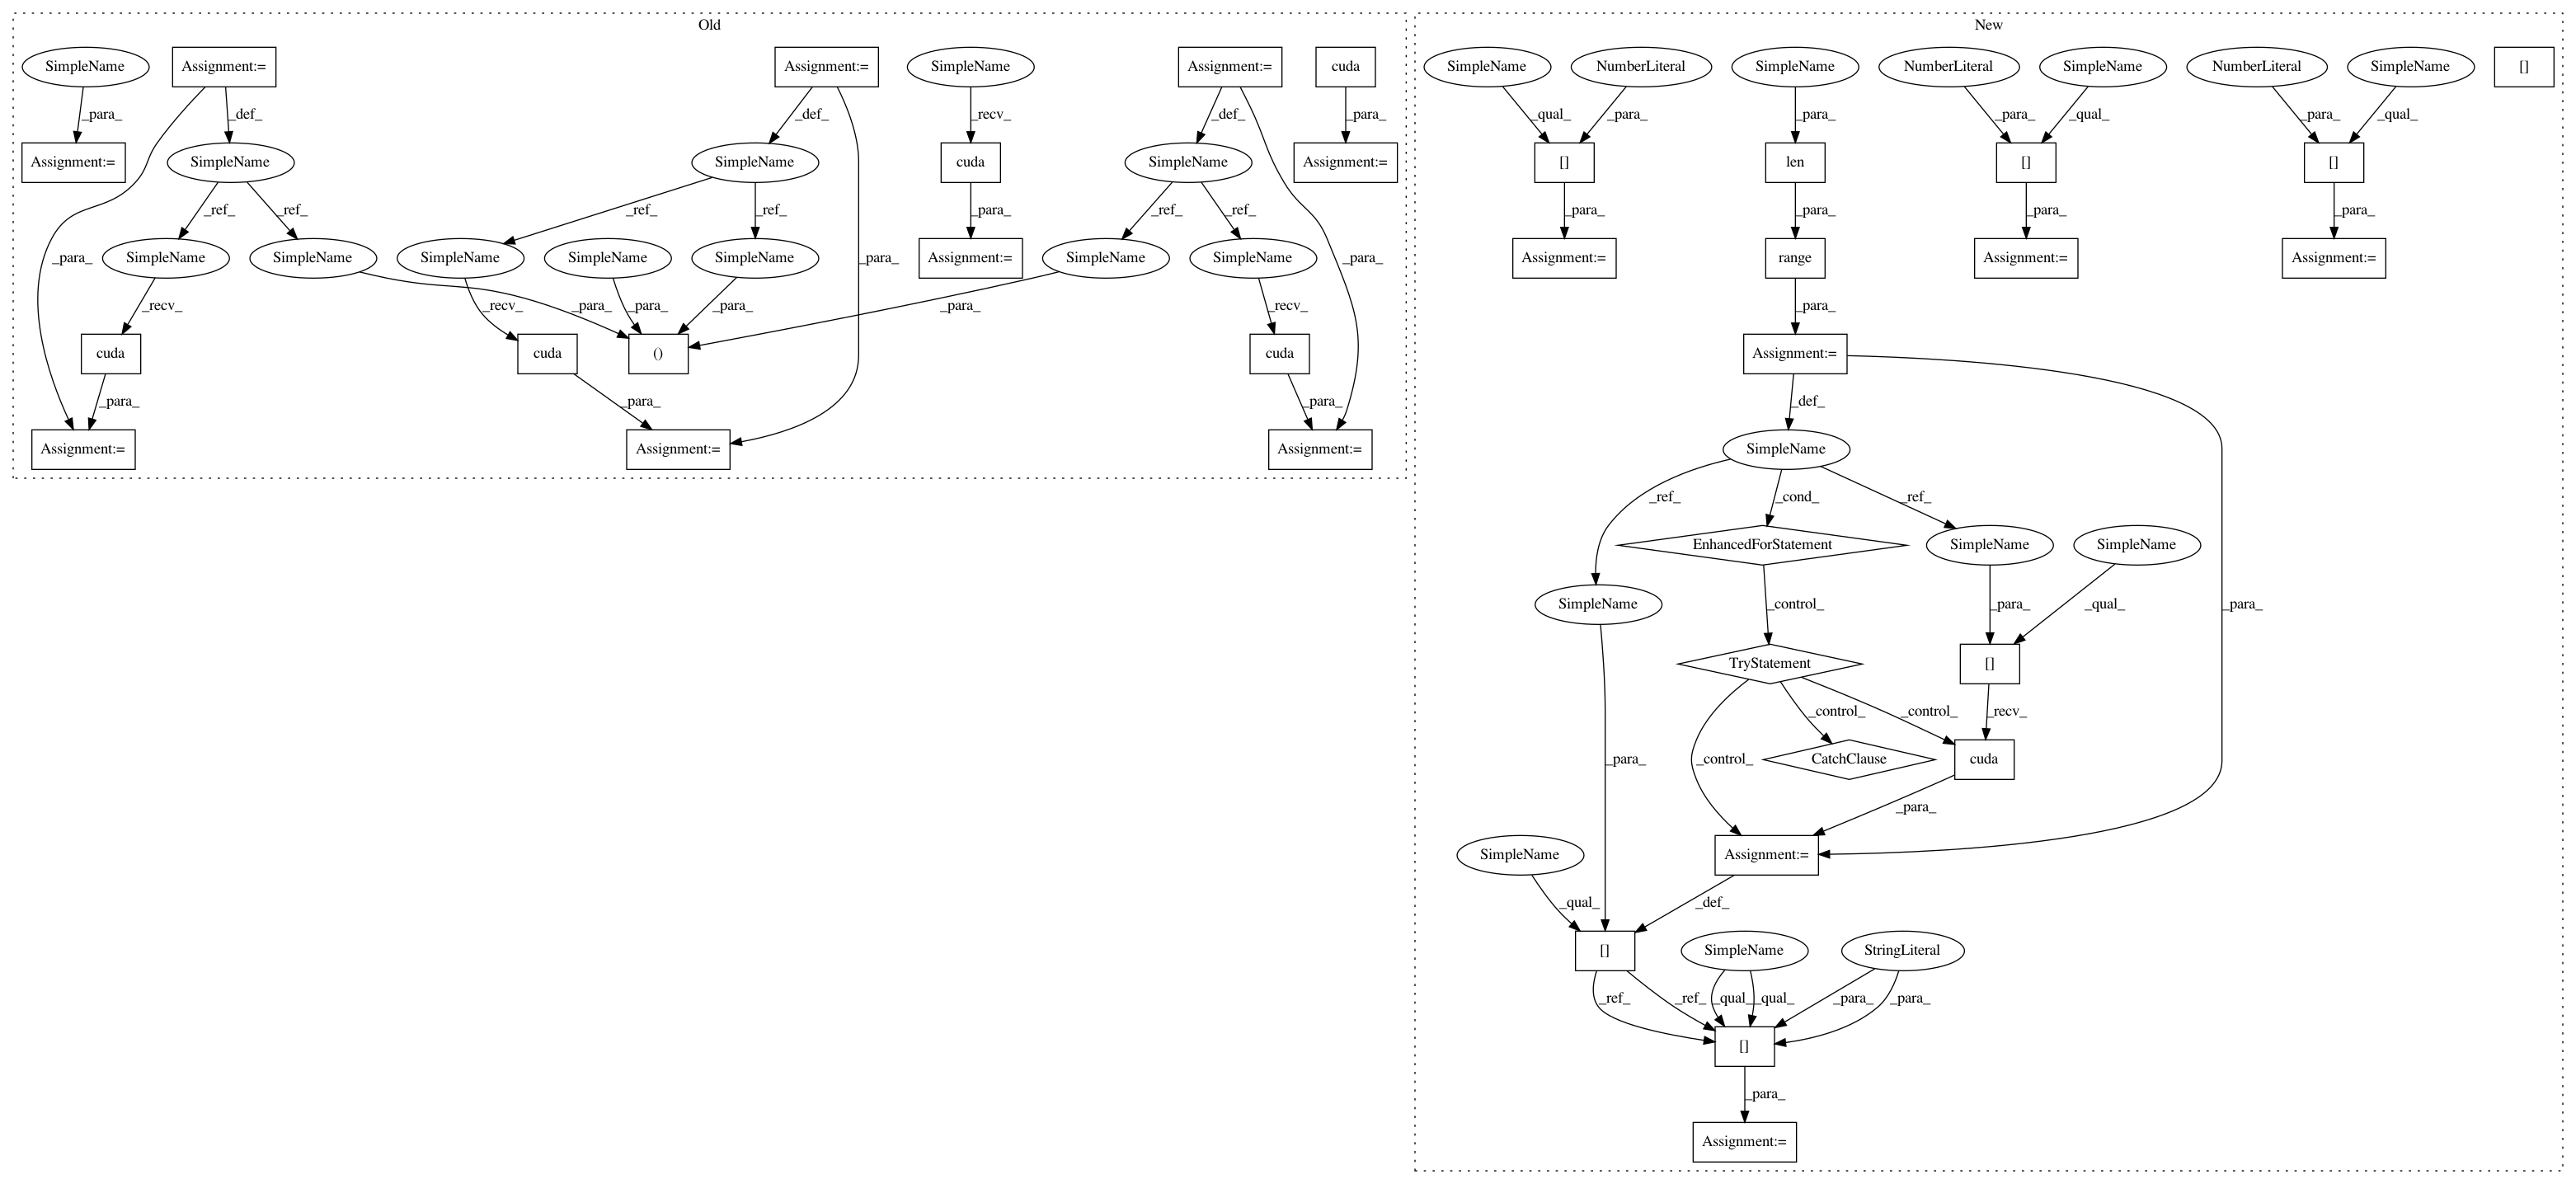 Old
New
SimpleName
Assignment:=
Assignment:=
SimpleName
Assignment:=
cuda
SimpleName
NumberLiteral
SimpleName
NumberLiteral
SimpleName
NumberLiteral
SimpleName
[]
_para_
_def_
_def_
_recv_
_def_
_para_
_qual_
_para_
_para_
_para_
_qual_
_para_
_qual_
Assignment:=
SimpleName
SimpleName
cuda
SimpleName
Assignment:=
[]
len
[]
[]
_ref_
_ref_
_ref_
_ref_
_para_
_ref_
_ref_
_para_
_para_
_para_
_para_
_para_
SimpleName
SimpleName
SimpleName
SimpleName
SimpleName
Assignment:=
SimpleName
SimpleName
Assignment:=
range
Assignment:=
Assignment:=
_para_
_para_
_recv_
_para_
_recv_
_para_
_para_
_para_
_recv_
_para_
cuda
cuda
()
cuda
Assignment:=
_para_
_para_
_para_
_def_
Assignment:=
Assignment:=
Assignment:=
SimpleName
_ref_
_cond_
_ref_
EnhancedForStatement
SimpleName
SimpleName
SimpleName
_control_
_para_
_qual_
_para_
TryStatement
[]
_control_
_control_
_recv_
_para_
_control_
CatchClause
cuda
_para_
SimpleName
Assignment:=
_qual_
_def_
[]
SimpleName
StringLiteral
_ref_
_ref_
_qual_
_qual_
_para_
_para_
[]
_para_
Assignment:=